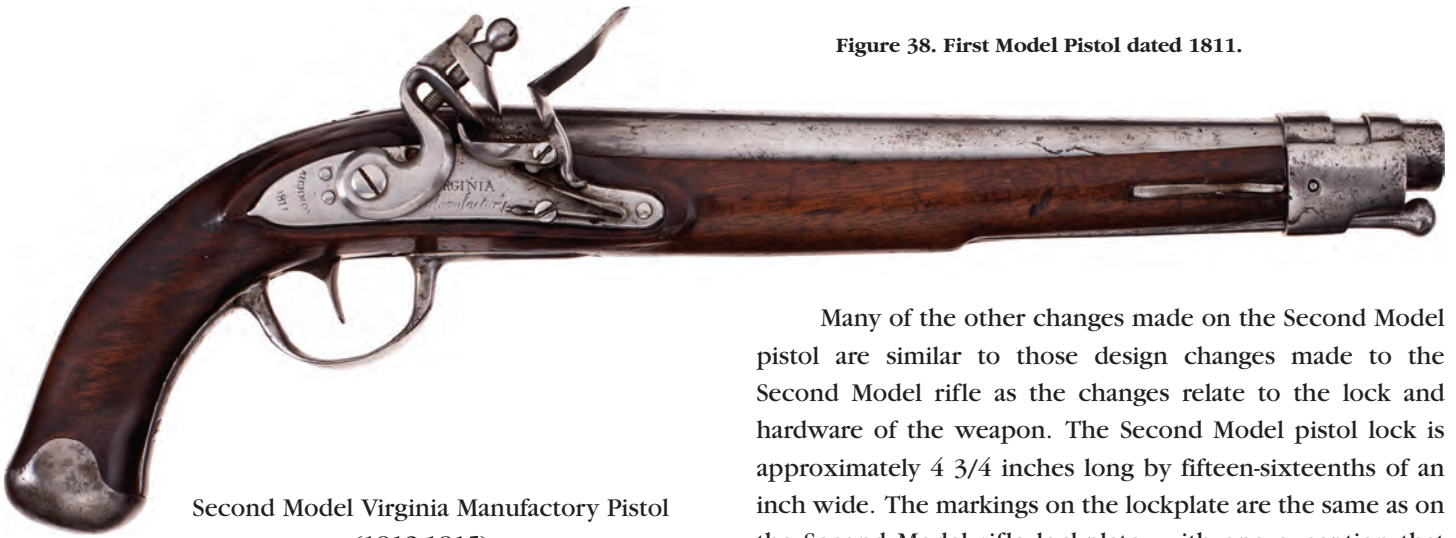 Figure 38. First Model Pistol dated 1811.
RGINIA
Manufactory
1811
Second Model Virginia Manufactory Pistol
Many of the other changes made on the Second Model
pistol are similar to those design changes made to the
Second Model rifle as the changes relate to the lock and
hardware of the weapon. The Second Model pistol lock is
approximately 4 3/4 inches long by fifteen-sixteenths of an
inch wide. The markings on the lockplate are the same as on